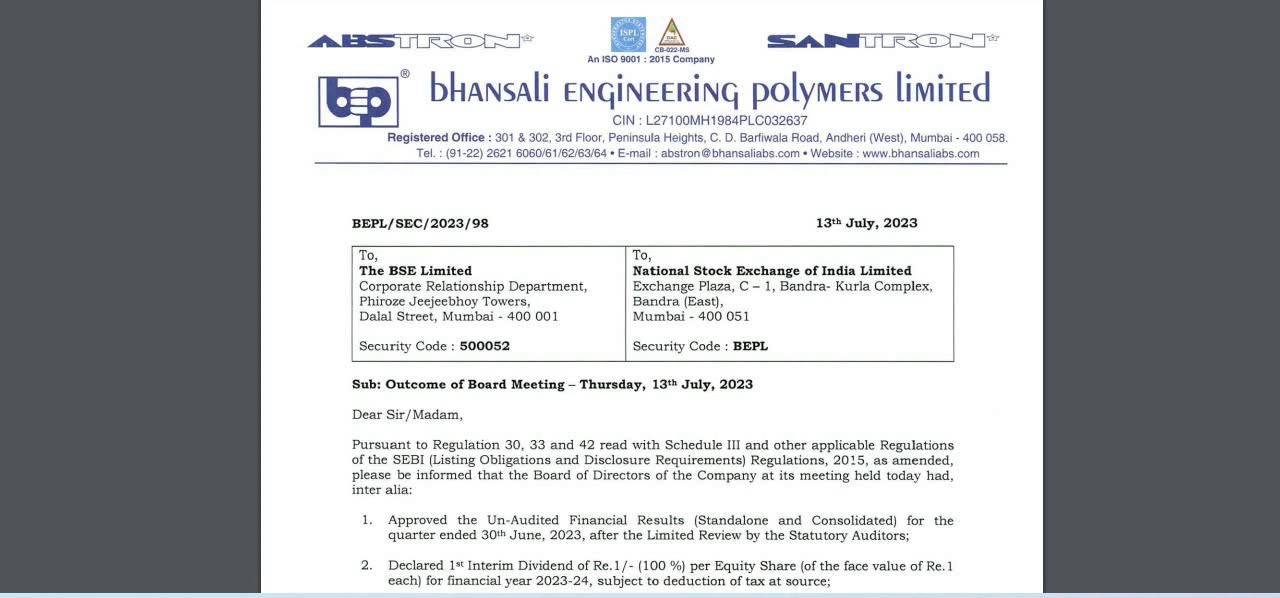 ABSTRON
ISPL
Cert
CB-022-MS
An ISO 9001 : 2015 Company
SANTRON
bep ®
bhansali engineering polymers limited
CIN : L27100MH1984PLC032637
Registered Office : 301 & 302, 3rd Floor, Peninsula Heights, C. D. Barfiwala Road, Andheri (West), Mumbai - 400 058.
Tel. : (91-22) 2621 6060/61/62/63/64 • E-mail : abstron@bhansaliabs.com • Website : www.bhansaliabs.com
BEPL/SEC/2023/98
13th July, 2023
To,
The BSE Limited
Corporate Relationship Department,
Phiroze Jeejeebhoy Towers,
Dalal Street, Mumbai - 400 001
Security Code : 500052
To,
National Stock Exchange of India Limited
Exchange Plaza, C – 1, Bandra- Kurla Complex,
Bandra (East),
Mumbai - 400 051
Security Code : BEPL
Sub: Outcome of Board Meeting – Thursday, 13th July, 2023
Dear Sir/Madam,
Pursuant to Regulation 30, 33 and 42 read with Schedule III and other applicable Regulations
of the SEBI (Listing Obligations and Disclosure Requirements) Regulations, 2015, as amended,
please be informed that the Board of Directors of the Company at its meeting held today had,
inter alia:
1. Approved the Un-Audited Financial Results (Standalone and Consolidated) for the
quarter ended 30th June, 2023, after the Limited Review by the Statutory Auditors;
2. Declared 1st Interim Dividend of Re.1/- (100 %) per Equity Share (of the face value of Re.1
each) for financial year 2023-24, subject to deduction of tax at source;